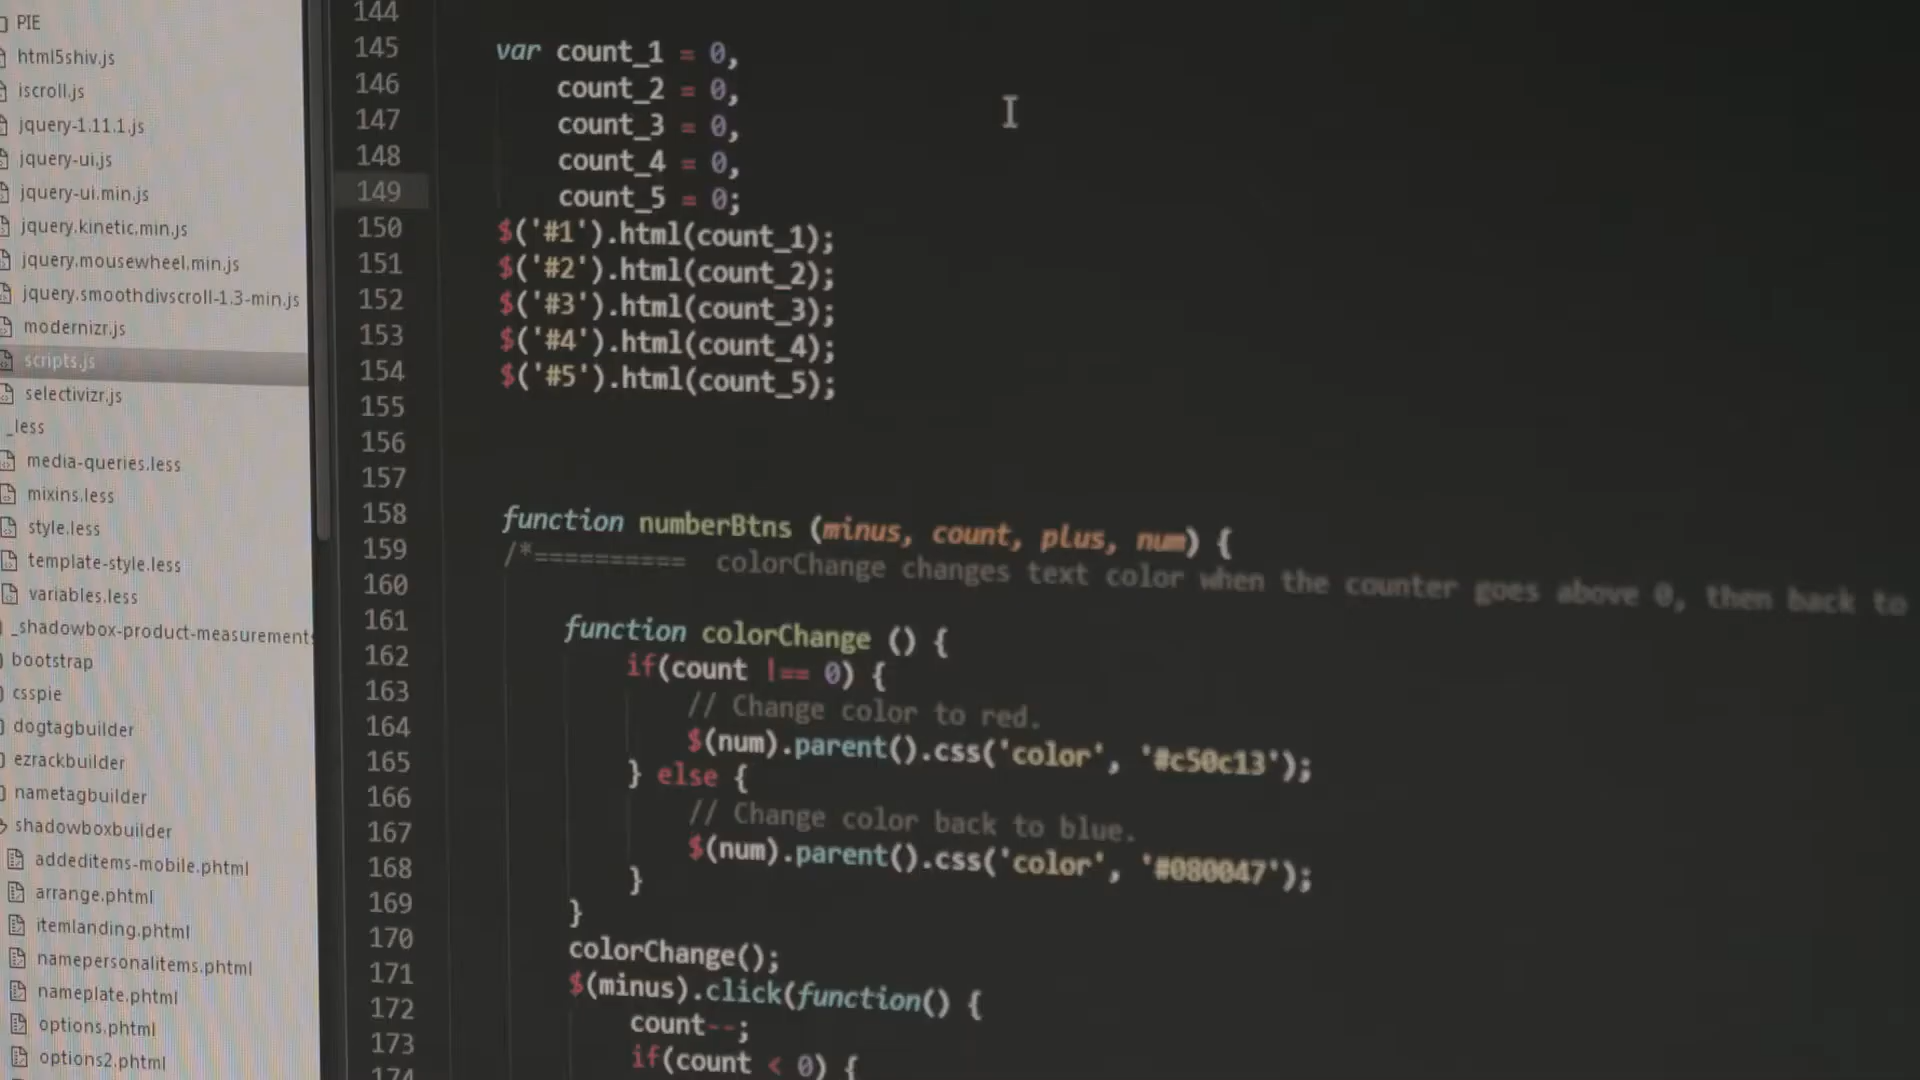 PIE
html5shiv.js
iscroll.js
jquery-1.11.1.js
jquery-ui.js
jquery-ui.min.js
jquery.kinetic.min.js
jquery.mousewheel.min.js
jquery.smoothdivscroll-1.3-min.js
modernizr.js
scripts.js
selectivizr.js
_less
media-queries.less
mixins.less
style.less
template-style.less
variables.less
_shadowbox-product-measurements
bootstrap
csspie
dogtagbuilder
ezrackbuilder
nametagbuilder
shadowboxbuilder
addeditems-mobile.phtml
arrange.phtml
itemlanding.phtml
namepersonalitems.phtml
nameplate.phtml
options.phtml
options2.phtml
144
145 var count_1 = 0,
146 count_2 = 0,
147 count_3 = 0,
148 count_4 = 0,
149 count_5 = 0;
150 $('#1').html(count_1);
151 $('#2').html(count_2);
152 $('#3').html(count_3);
153 $('#4').html(count_4);
154 $('#5').html(count_5);
155
156
157
158 function numberBtns (minus, count, plus, num) {
159 /*========== colorChange changes text color when the counter goes above 0, then back to
160
161 function colorChange () {
162 if(count !== 0) {
163 // Change color to red.
164 $(num).parent().css('color', '#c50c13');
165 } else {
166 // Change color back to blue.
167 $(num).parent().css('color', '#080047');
168 }
169 }
170 colorChange();
171 $(minus).click(function() {
172 count--;
173 if(count < 0) {
174